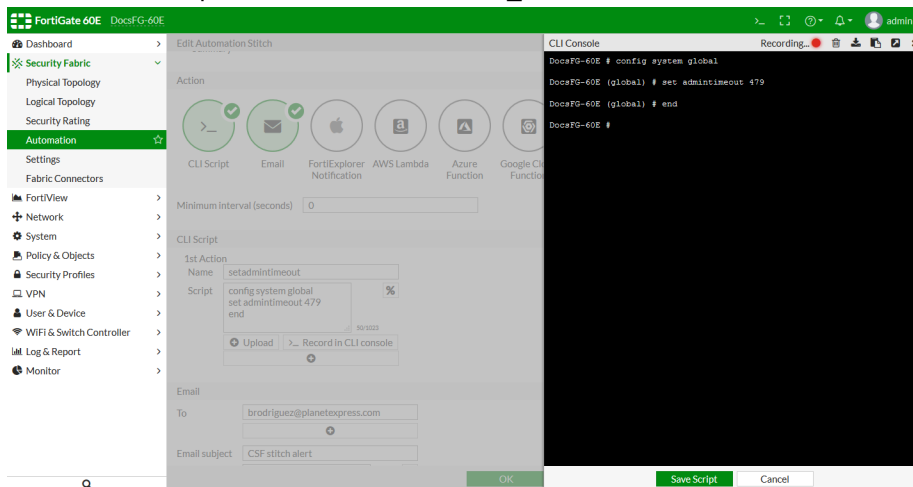 FortiGate 60E DocsFG-60E
admin
Dashboard
Security Fabric
Physical Topology
Logical Topology
Security Rating
Automation
Settings
Fabric Connectors
FortiView
Network
System
Policy & Objects
Security Profiles
VPN
User & Device
WiFi & Switch Controller
Log & Report
Monitor
Edit Automation Stitch
Action
CLI Script
Email
FortiExplorer
Notification
AWS Lambda
Azure
Function
Google Clo
Function
Minimum interval (seconds) 0
CLI Script
1st Action
Name setadmintimeout
Script config system global
set admintimeout 479
end
50/1023
Upload >_ Record in CLI console
Email
To brodriguez@planetexpress.com
Email subject CSF stitch alert
OK
CLI Console Recording...
DocsFG-60E # config system global
DocsFG-60E (global) # set admintimeout 479
DocsFG-60E (global) # end
DocsFG-60E #
Save Script Cancel